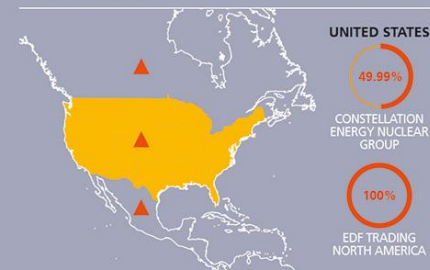 UNITED STATES
49.99%
CONSTELLATION
ENERGY NUCLEAR
GROUP
100%
EDF TRADING
NORTH AMERICA